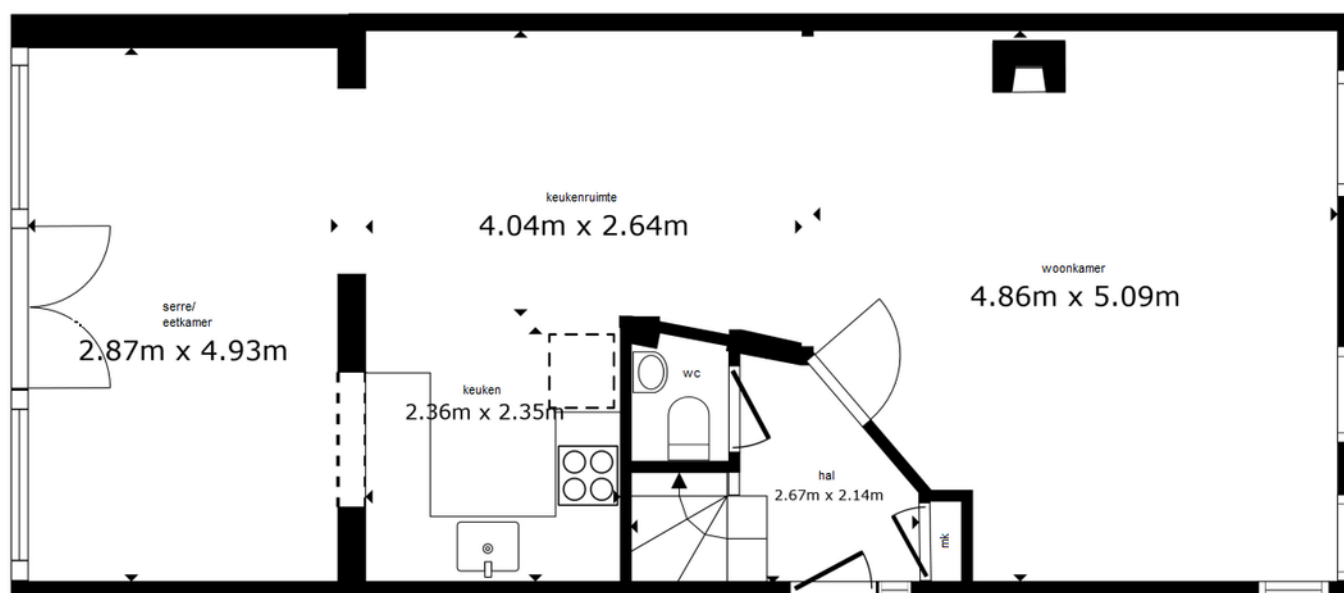 serre/
eetkamer
2.87m x 4.93m
keukenruimte
4.04m x 2.64m
keuken
2.36m x 2.35m
wc
hal
2.67m x 2.14m
mk
woonkamer
4.86m x 5.09m